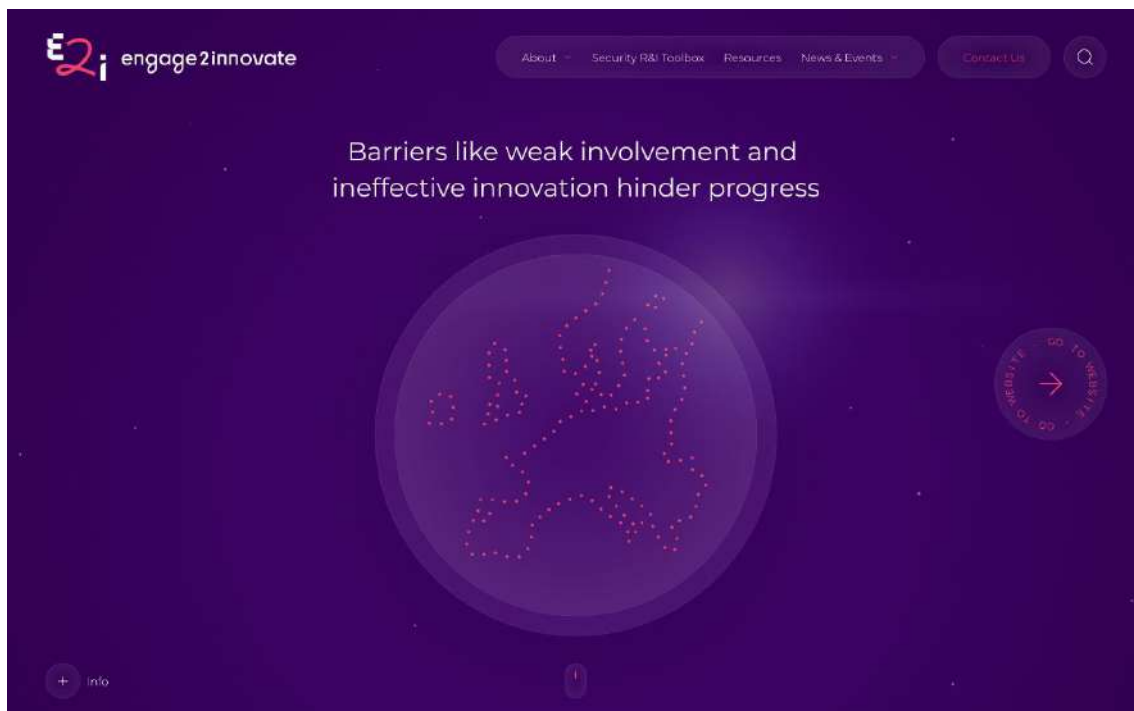 E2i engage2innovate
About Security R&I Toolbox Resources News & Events Contact Us
Barriers like weak involvement and
ineffective innovation hinder progress
GO TO WEBSITE - GO TO WEBSITE -
+ Info